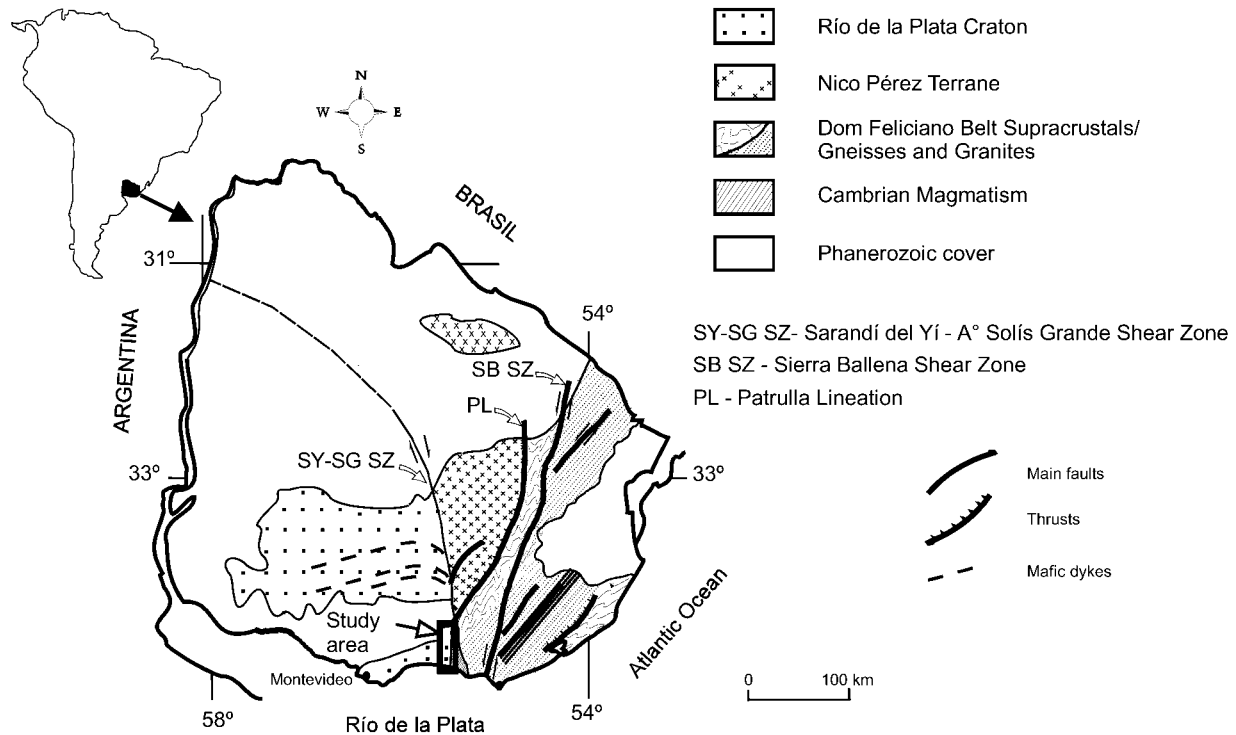 N
W E
S
Río de la Plata Craton
Nico Pérez Terrane
Dom Feliciano Belt Supracrustals/
Gneisses and Granites
Cambrian Magmatism
Phanerozoic cover
BRASIL
31º
54º
ARGENTINA
SY-SG SZ- Sarandí del Yí - A° Solís Grande Shear Zone
SB SZ - Sierra Ballena Shear Zone
PL - Patrulla Lineation
SB SZ
PL
SY-SG SZ
33º
33º
Main faults
Thrusts
Mafic dykes
Study
area
Atlantic Ocean
Montevideo
0 100 km
58º
54º
Río de la Plata